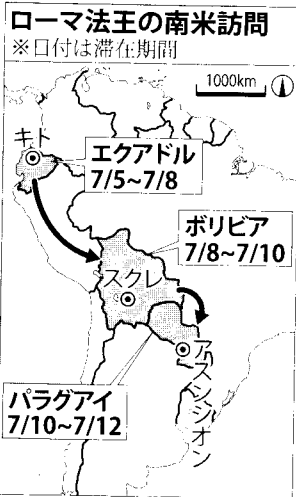 ローマ法王の南米訪問
※日付は滞在期間
1000km
キト
エクアドル
7/5~7/8
ボリビア
7/8~7/10
スクレ
アスンシオン
パラグアイ
7/10~7/12